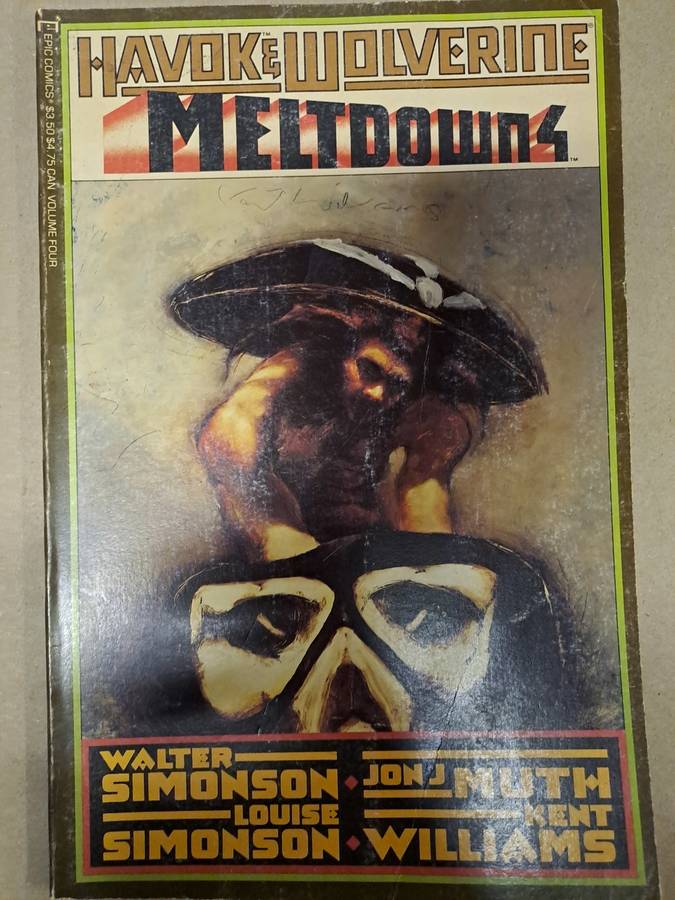 HAVOK & WOLVERINE
MELTDOWN 4
EPIC COMICS • $3.50 $4.75 CAN VOLUME FOUR
WALTER
SIMONSON • JON J MUTH
LOUISE
SIMONSON • KENT
WILLIAMS